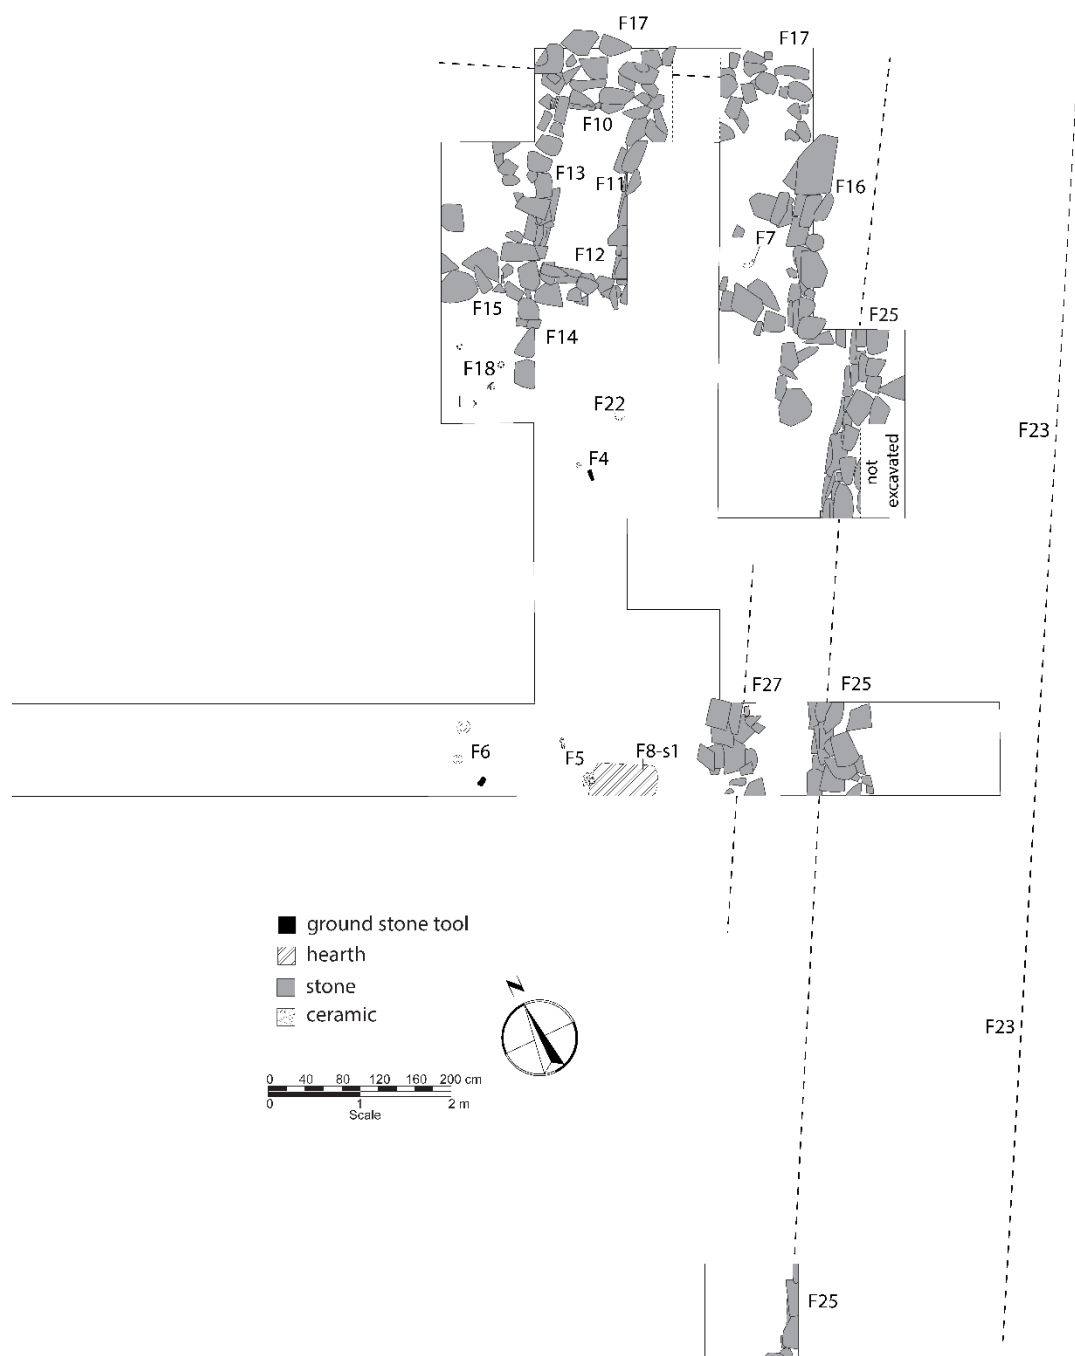 F17
F17
F10
F13
F11
F16
F7
F12
F15
F14
F25
F18
F22
F23
F4
not
excavated
F27
F25
F6
F5
F8-s1
ground stone tool
hearth
stone
ceramic
N
F23
0 40 80 120 160 200 cm
0 1 2 m
Scale
F25